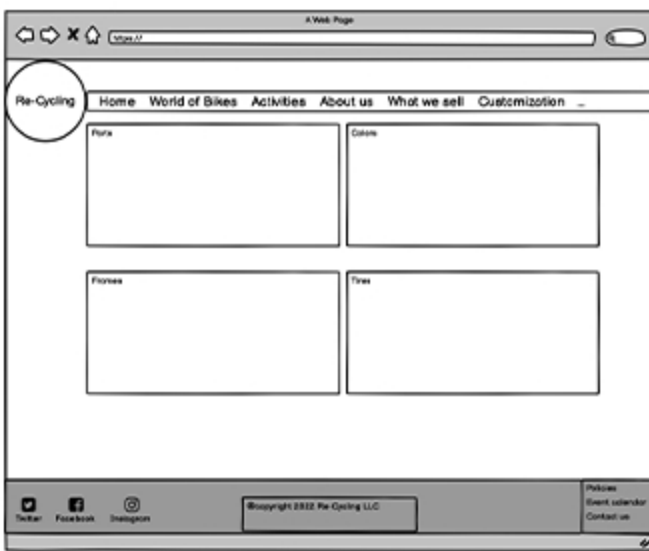 A Web Page
https://
Re-Cycling
Home World of Bikes Activities About us What we sell Customization ...
Parts
Colors
Frames
Tires
Twitter Facebook Instagram
©copyright 2022 Re-Cycling LLC
Policies
Event calendar
Contact us